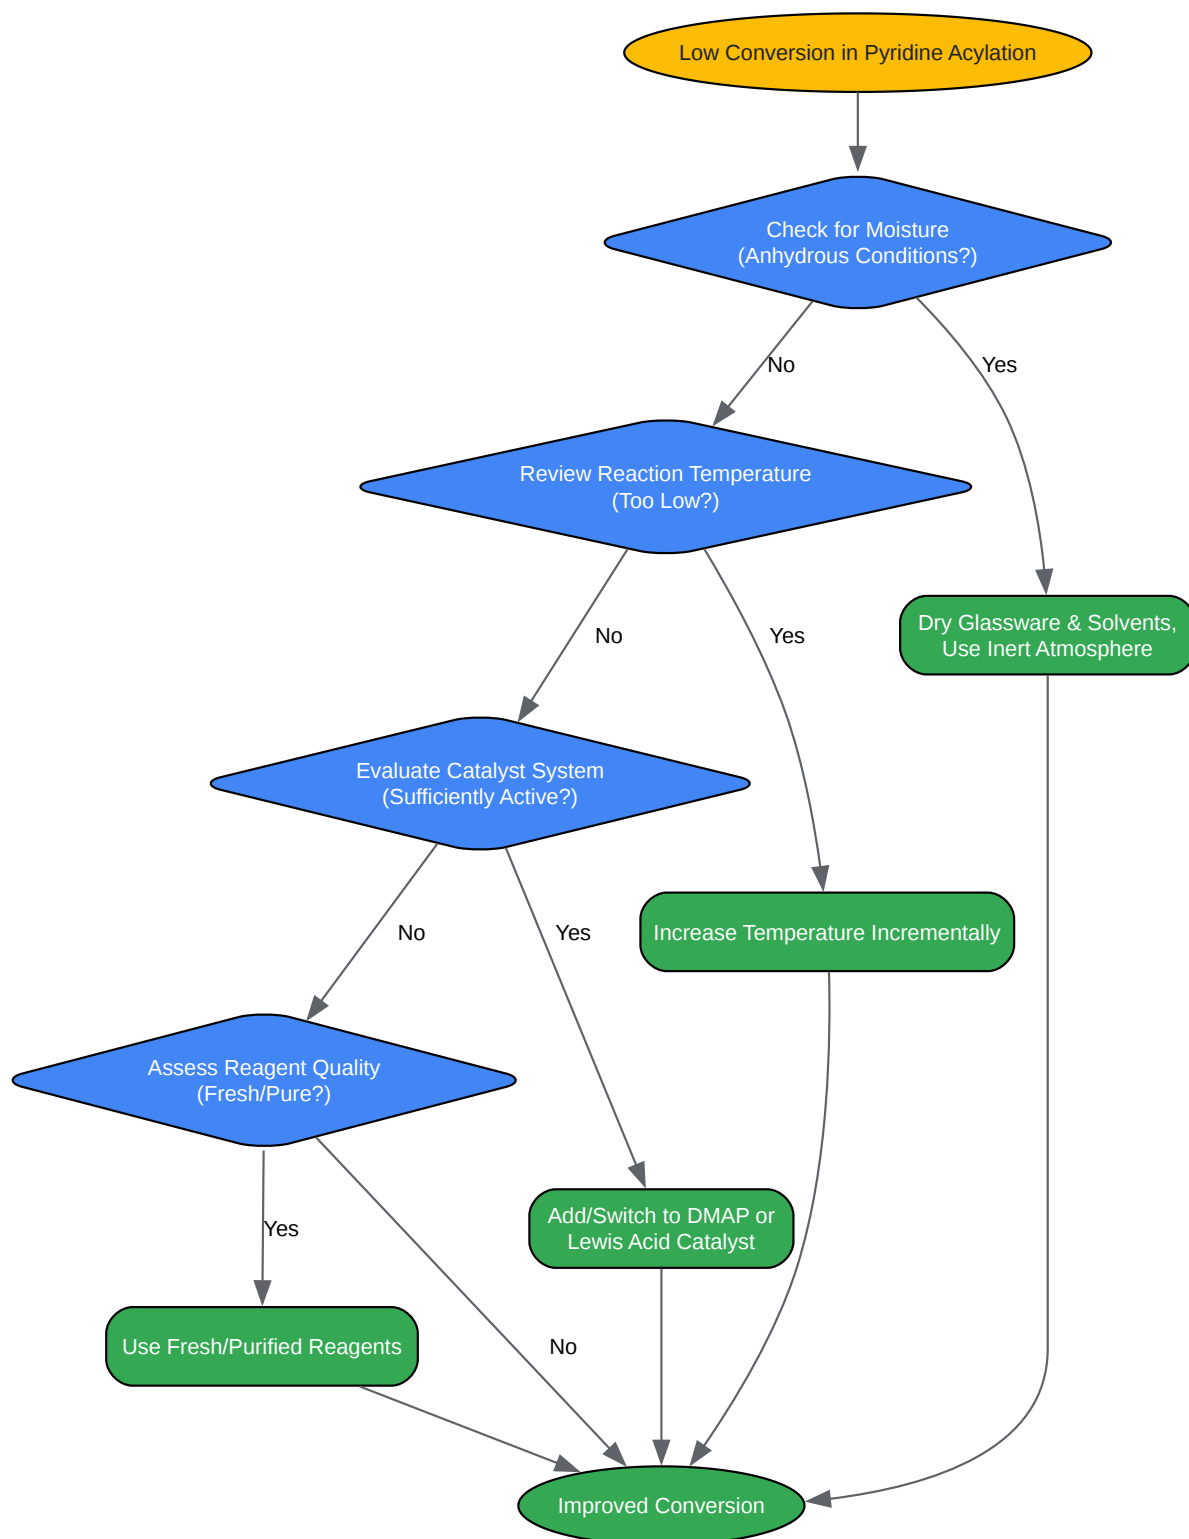 Low Conversion in Pyridine Acylation
Check for Moisture
(Anhydrous Conditions?)
No
Yes
Review Reaction Temperature
(Too Low?)
No
Yes
Dry Glassware & Solvents,
Use Inert Atmosphere
Evaluate Catalyst System
(Sufficiently Active?)
No
Yes
Increase Temperature Incrementally
Assess Reagent Quality
(Fresh/Pure?)
Yes
No
Add/Switch to DMAP or
Lewis Acid Catalyst
Use Fresh/Purified Reagents
Improved Conversion